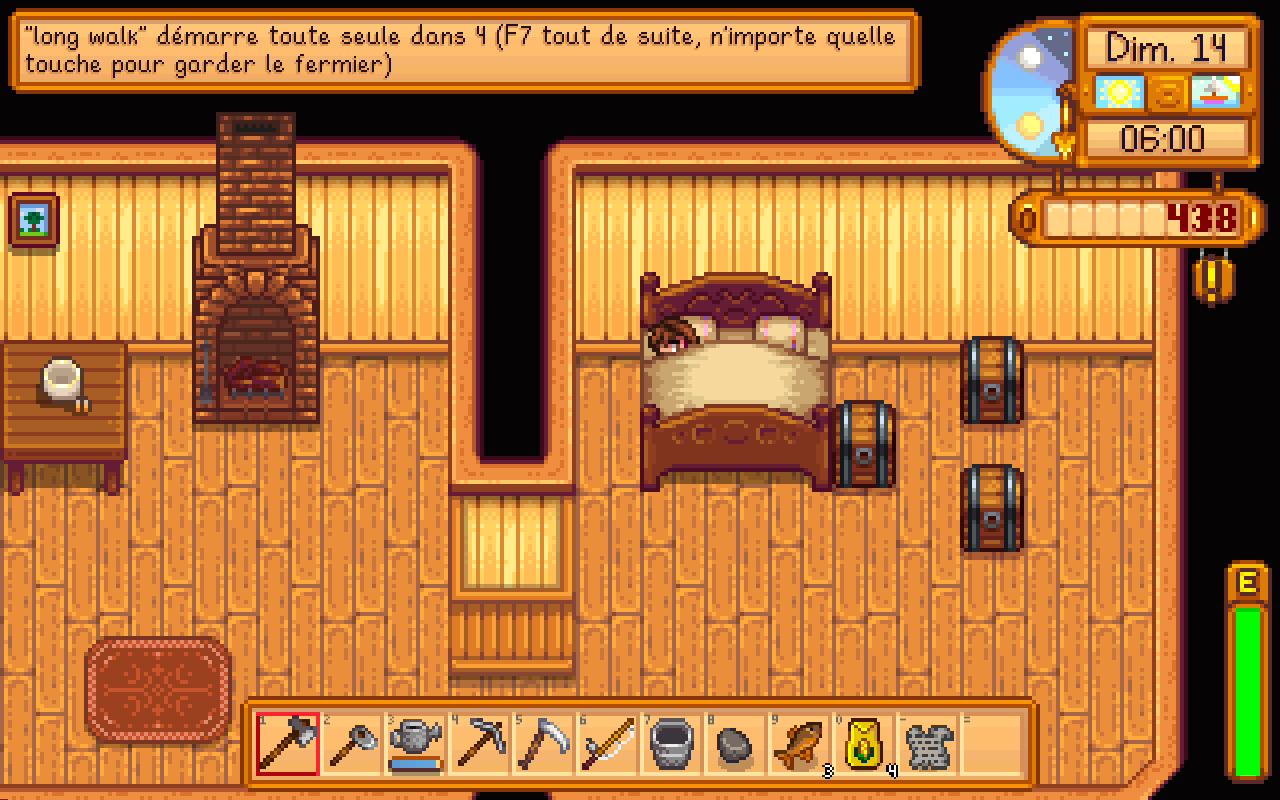 "long walk" démarre toute seule dans 4 (F7 tout de suite, n'importe quelle
touche pour garder le fermier)
Dim. 14
06:00
438
E
1 2 3 4 5 6 7 8 9 0 - =
3 4